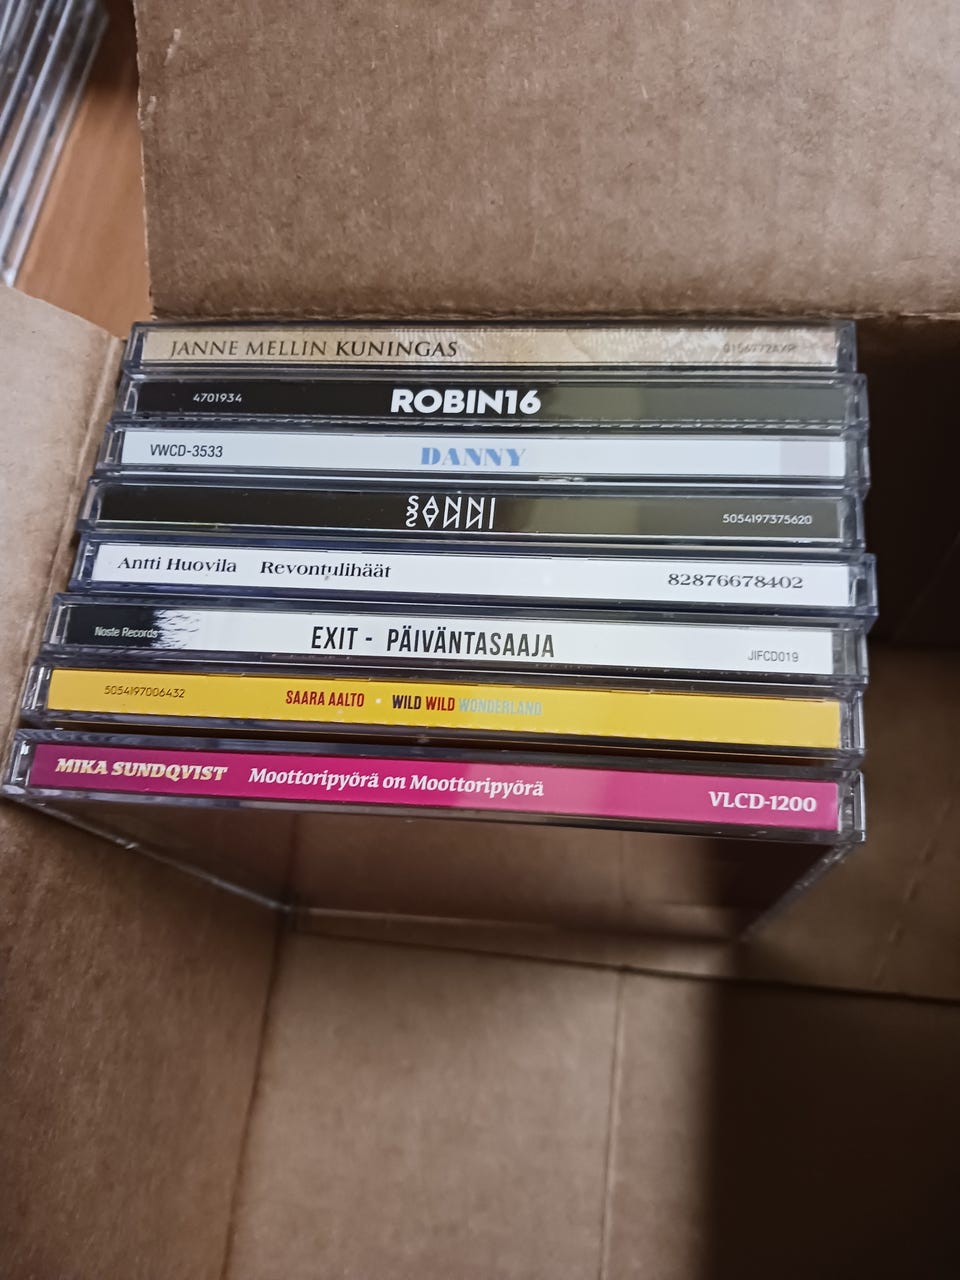 JANNE MELLIN KUNINGAS
4701934 ROBIN16
VWCD-3533 DANNY
SANNI 5054197375620
Antti Huovila Revontulihäät 82876678402
Noste Records EXIT - PÄIVÄNTASAAJA JIFCD019
5054197006432 SAARA AALTO • WILD WILD WONDERLAND
MIKA SUNDQVIST Moottoripyörä on Moottoripyörä VLCD-1200